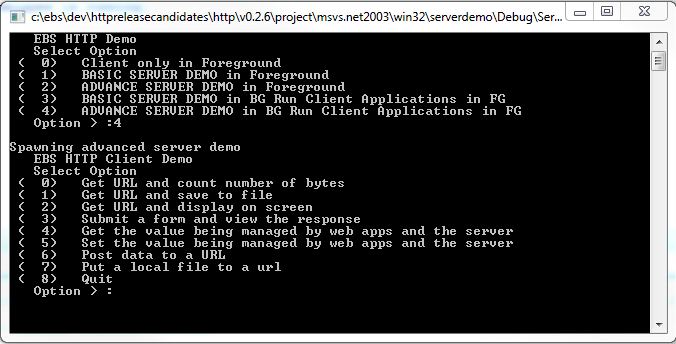 c:\ebs\dev\httpreleasecandidates\http\v0.2.6\project\msvs.net2003\win32\serverdemo\Debug\Ser...
EBS HTTP Demo
Select Option
( 0) Client only in Foreground
( 1) BASIC SERVER DEMO in Foreground
( 2) ADVANCE SERVER DEMO in Foreground
( 3) BASIC SERVER DEMO in BG Run Client Applications in FG
( 4) ADVANCE SERVER DEMO in BG Run Client Applications in FG
Option > :4
Spawning advanced server demo
EBS HTTP Client Demo
Select Option
( 0) Get URL and count number of bytes
( 1) Get URL and save to file
( 2) Get URL and display on screen
( 3) Submit a form and view the response
( 4) Get the value being managed by web apps and the server
( 5) Set the value being managed by web apps and the server
( 6) Post data to a URL
( 7) Put a local file to a url
( 8) Quit
Option > :